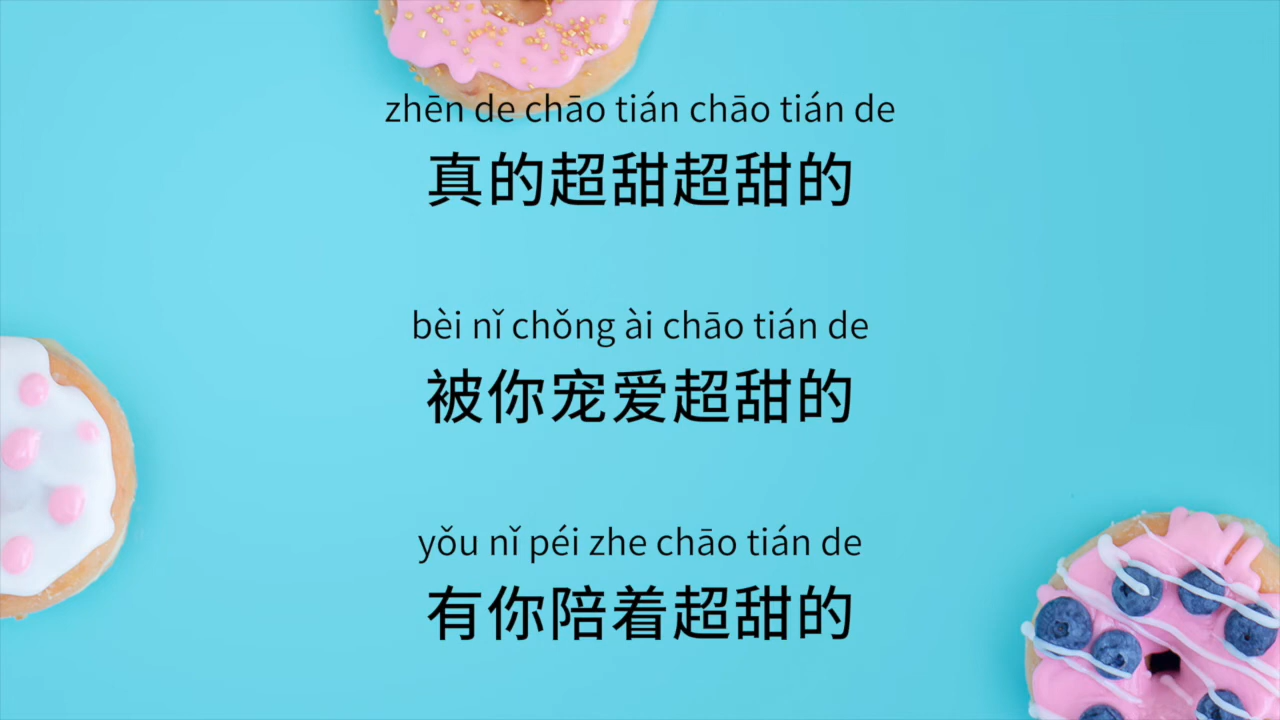 zhēn de chāo tián chāo tián de
真的超甜超甜的
bèi nǐ chǒng ài chāo tián de
被你宠爱超甜的
yǒu nǐ péi zhe chāo tián de
有你陪着超甜的